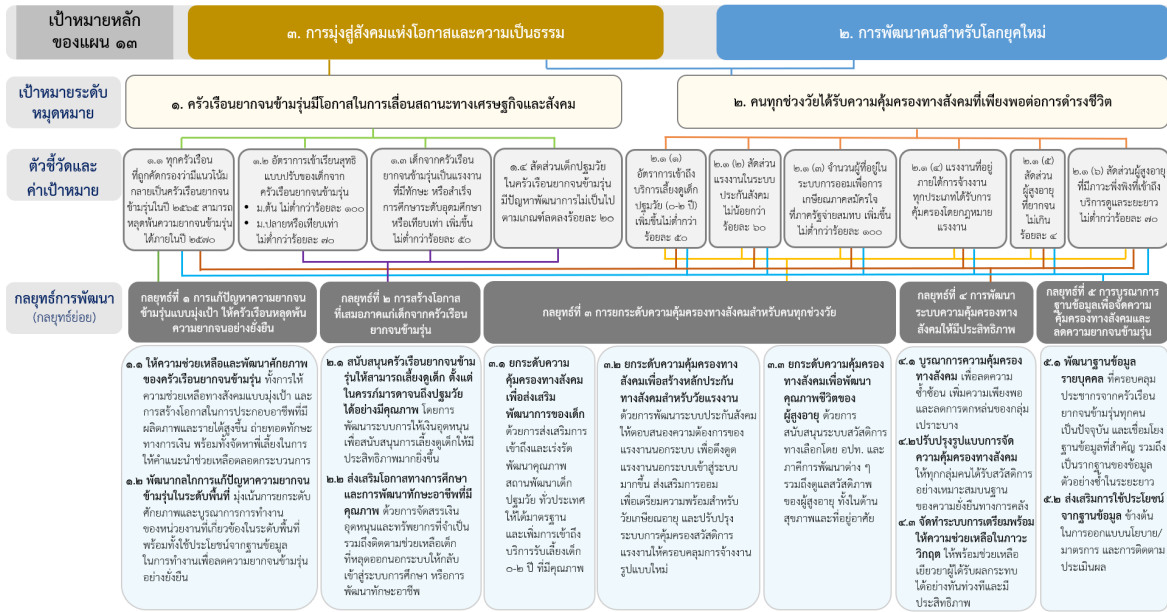 เป้าหมายหลัก
ของแผน ๑๓
๓. การมุ่งสู่สังคมแห่งโอกาสและความเป็นธรรม
๒. การพัฒนาคนสำหรับโลกยุคใหม่
เป้าหมายระดับ
หมุดหมาย
๑. ครัวเรือนยากจนข้ามรุ่นมีโอกาสในการเลื่อนสถานะทางเศรษฐกิจและสังคม
๒. คนทุกช่วงวัยได้รับความคุ้มครองทางสังคมที่เพียงพอต่อการดำรงชีวิต
ตัวชี้วัดและ
ค่าเป้าหมาย
๑.๑ ทุกครัวเรือน
ที่ถูกคัดกรองว่ามีแนวโน้ม
กลายเป็นครัวเรือนยากจน
ข้ามรุ่นในปี ๒๕๖๕ สามารถ
หลุดพ้นความยากจนข้ามรุ่น
ได้ภายในปี ๒๕๗๐
๑.๒ อัตราการเข้าเรียนสุทธิ
แบบปรับของเด็กจาก
ครัวเรือนยากจนข้ามรุ่น
• ม.ต้น ไม่ต่ำกว่าร้อยละ ๑๐๐
• ม.ปลายหรือเทียบเท่า
ไม่ต่ำกว่าร้อยละ ๗๐
๑.๓ เด็กจากครัวเรือน
ยากจนข้ามรุ่นเป็นแรงงาน
ที่มีทักษะ หรือสำเร็จ
การศึกษาระดับอุดมศึกษา
หรือเทียบเท่า เพิ่มขึ้น
ไม่ต่ำกว่าร้อยละ ๕๐
๑.๔ สัดส่วนเด็กปฐมวัย
ในครัวเรือนยากจนข้ามรุ่น
มีปัญหาพัฒนาการไม่เป็นไป
ตามเกณฑ์ลดลงร้อยละ ๒๐
๒.๑ (๑)
อัตราการเข้าถึง
บริการเลี้ยงดูเด็ก
ปฐมวัย (๐-๒ ปี)
เพิ่มขึ้นไม่ต่ำกว่า
ร้อยละ ๕๐
๒.๑ (๒) สัดส่วน
แรงงานในระบบ
ประกันสังคม
ไม่น้อยกว่า
ร้อยละ ๖๐
๒.๑ (๓) จำนวนผู้ที่อยู่ใน
ระบบการออมเพื่อการ
เกษียณภาคสมัครใจ
ที่ภาครัฐจ่ายสมทบ เพิ่มขึ้น
ไม่ต่ำกว่าร้อยละ ๑๐๐
๒.๑ (๔) แรงงานที่อยู่
ภายใต้การจ้างงาน
ทุกประเภทได้รับการ
คุ้มครองโดยกฎหมาย
แรงงาน
๒.๑ (๕)
สัดส่วน
ผู้สูงอายุ
ที่ยากจน
ไม่เกิน
ร้อยละ ๔
๒.๑ (๖) สัดส่วนผู้สูงอายุ
ที่มีภาวะพึ่งพิงที่เข้าถึง
บริการดูแลระยะยาว
ไม่ต่ำกว่าร้อยละ ๙๐
กลยุทธ์การพัฒนา
(กลยุทธ์ย่อย)
กลยุทธ์ที่ ๑ การแก้ปัญหาความยากจน
ข้ามรุ่นแบบมุ่งเป้า ให้ครัวเรือนหลุดพ้น
ความยากจนอย่างยั่งยืน
กลยุทธ์ที่ ๒ การสร้างโอกาส
ที่เสมอภาคแก่เด็กจากครัวเรือน
ยากจนข้ามรุ่น
กลยุทธ์ที่ ๓ การยกระดับความคุ้มครองทางสังคมสำหรับคนทุกช่วงวัย
กลยุทธ์ที่ ๔ การพัฒนา
ระบบความคุ้มครองทาง
สังคมให้มีประสิทธิภาพ
กลยุทธ์ที่ ๕ การบูรณาการ
ฐานข้อมูลเพื่อจัดความ
คุ้มครองทางสังคมและ
ลดความยากจนข้ามรุ่น
๑.๑ ให้ความช่วยเหลือและพัฒนาศักยภาพ
ของครัวเรือนยากจนข้ามรุ่น ทั้งการให้
ความช่วยเหลือทางสังคมแบบมุ่งเป้า และ
การสร้างโอกาสในการประกอบอาชีพที่มี
ผลิตภาพและรายได้สูงขึ้น ถ่ายทอดทักษะ
ทางการเงิน พร้อมทั้งจัดหาพี่เลี้ยงในการ
ให้คำแนะนำช่วยเหลือตลอดกระบวนการ
๑.๒ พัฒนากลไกการแก้ปัญหาความยากจน
ข้ามรุ่นในระดับพื้นที่ มุ่งเน้นการยกระดับ
ศักยภาพและบูรณาการการทำงาน
ของหน่วยงานที่เกี่ยวข้องในระดับพื้นที่
พร้อมทั้งใช้ประโยชน์จากฐานข้อมูล
ในการทำงานเพื่อลดความยากจนข้ามรุ่น
อย่างยั่งยืน
๒.๑ สนับสนุนครัวเรือนยากจนข้าม
รุ่นให้สามารถเลี้ยงดูเด็ก ตั้งแต่
ในครรภ์มารดาจนถึงปฐมวัย
ได้อย่างมีคุณภาพ โดยการ
พัฒนาระบบการให้เงินอุดหนุน
เพื่อสนับสนุนการเลี้ยงดูเด็กให้มี
ประสิทธิภาพมากยิ่งขึ้น
๒.๒ ส่งเสริมโอกาสทางการศึกษา
และการพัฒนาทักษะอาชีพที่มี
คุณภาพ ด้วยการจัดสรรเงิน
อุดหนุนและทรัพยากรที่จำเป็น
รวมถึงติดตามช่วยเหลือเด็ก
ที่หลุดออกนอกระบบให้กลับ
เข้าสู่ระบบการศึกษา หรือการ
พัฒนาทักษะอาชีพ
๓.๑ ยกระดับความ
คุ้มครองทางสังคม
เพื่อส่งเสริม
พัฒนาการของเด็ก
ด้วยการส่งเสริมการ
เข้าถึงและเร่งรัด
พัฒนาคุณภาพ
สถานพัฒนาเด็ก
ปฐมวัย ทั่วประเทศ
ให้ได้มาตรฐาน
และเพิ่มการเข้าถึง
บริการรับเลี้ยงเด็ก
๐-๒ ปี ที่มีคุณภาพ
๓.๒ ยกระดับความคุ้มครองทาง
สังคมเพื่อสร้างหลักประกัน
ทางสังคมสำหรับวัยแรงงาน
ด้วยการพัฒนาระบบประกันสังคม
ให้ตอบสนองความต้องการของ
แรงงานนอกระบบ เพื่อดึงดูด
แรงงานนอกระบบเข้าสู่ระบบ
มากขึ้น ส่งเสริมการออม
เพื่อเตรียมความพร้อมสำหรับ
วัยเกษียณอายุ และปรับปรุง
ระบบการคุ้มครองสวัสดิการ
แรงงานให้ครอบคลุมการจ้างงาน
รูปแบบใหม่
๓.๓ ยกระดับความคุ้มครอง
ทางสังคมเพื่อพัฒนา
คุณภาพชีวิตของ
ผู้สูงอายุ ด้วยการ
สนับสนุนระบบสวัสดิการ
ทางเลือกโดย อปท. และ
ภาคีการพัฒนาต่าง ๆ
รวมถึงดูแลสวัสดิภาพ
ของผู้สูงอายุ ทั้งในด้าน
สุขภาพและที่อยู่อาศัย
๔.๑ บูรณาการความคุ้มครอง
ทางสังคม เพื่อลดความ
ซ้ำซ้อน เพิ่มความเพียงพอ
และลดการตกหล่นของกลุ่ม
เปราะบาง
๔.๒ปรับปรุงรูปแบบการจัด
ความคุ้มครองทางสังคม
ให้ทุกกลุ่มคนได้รับสวัสดิการ
อย่างเหมาะสมบนฐาน
ของความยั่งยืนทางการคลัง
๔.๓ จัดทำระบบการเตรียมพร้อม
ให้ความช่วยเหลือในภาวะ
วิกฤต ให้พร้อมช่วยเหลือ
เยียวยาผู้ได้รับผลกระทบ
ได้อย่างทันท่วงทีและมี
ประสิทธิภาพ
๕.๑ พัฒนาฐานข้อมูล
รายบุคคล ที่ครอบคลุม
ประชากรจากครัวเรือน
ยากจนข้ามรุ่นทุกคน
เป็นปัจจุบัน และเชื่อมโยง
ฐานข้อมูลที่สำคัญ รวมถึง
เป็นรากฐานของข้อมูล
ตัวอย่างซ้ำในระยะยาว
๕.๒ ส่งเสริมการใช้ประโยชน์
จากฐานข้อมูล ข้างต้น
ในการออกแบบนโยบาย/
มาตรการ และการติดตาม
ประเมินผล